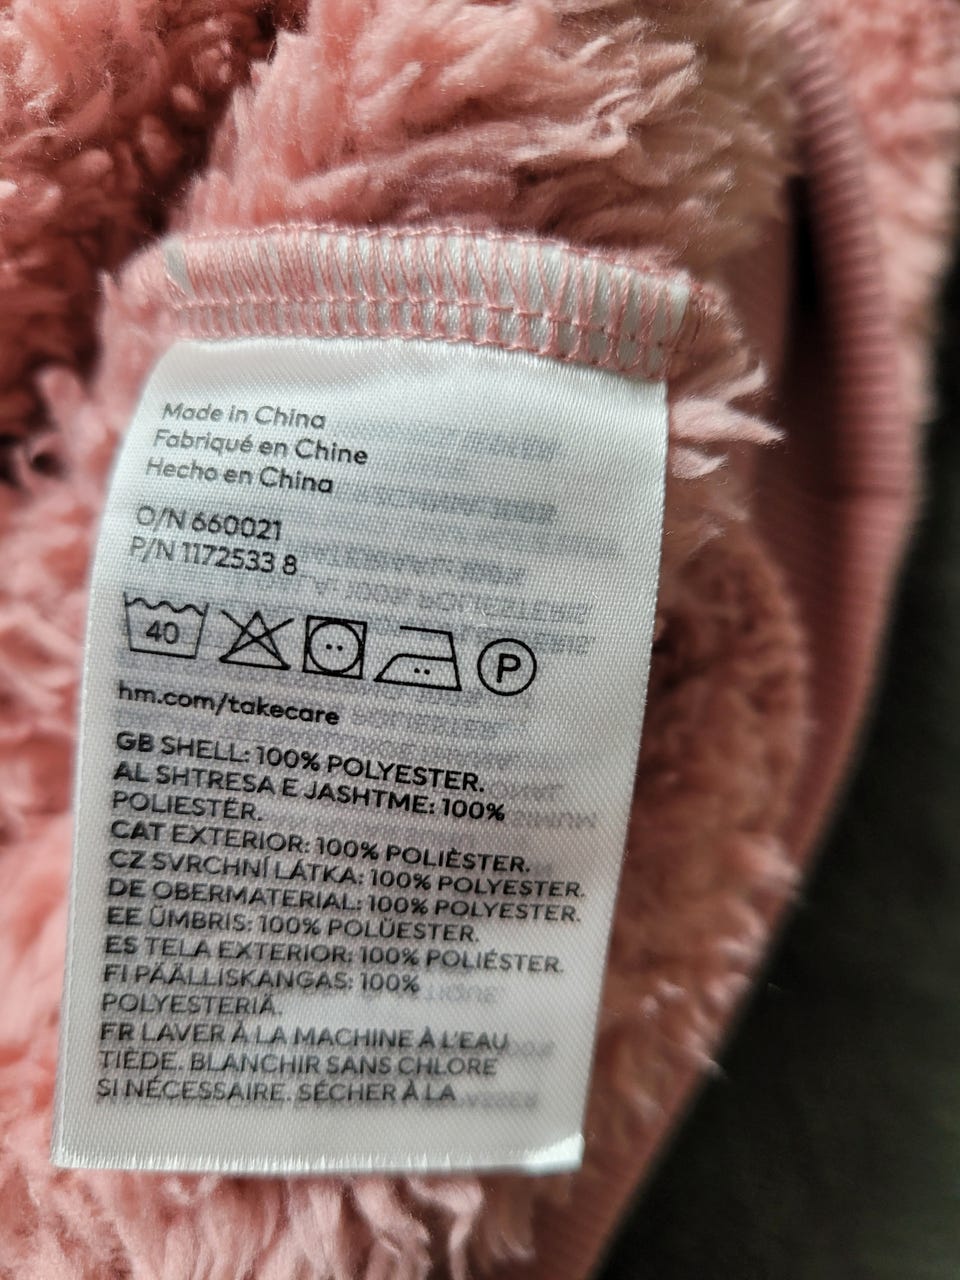 Made in China
Fabriqué en Chine
Hecho en China
O/N 660021
P/N 1172533 8
40
P
hm.com/takecare
GB SHELL: 100% POLYESTER.
AL SHTRESA E JASHTME: 100%
POLIESTËR.
CAT EXTERIOR: 100% POLIÈSTER.
CZ SVRCHNÍ LÁTKA: 100% POLYESTER.
DE OBERMATERIAL: 100% POLYESTER.
EE ÜMBRIS: 100% POLÜESTER.
ES TELA EXTERIOR: 100% POLIÉSTER.
FI PÄÄLLISKANGAS: 100%
POLYESTERIÄ.
FR LAVER À LA MACHINE À L'EAU
TIÈDE. BLANCHIR SANS CHLORE
SI NÉCESSAIRE. SÉCHER À LA